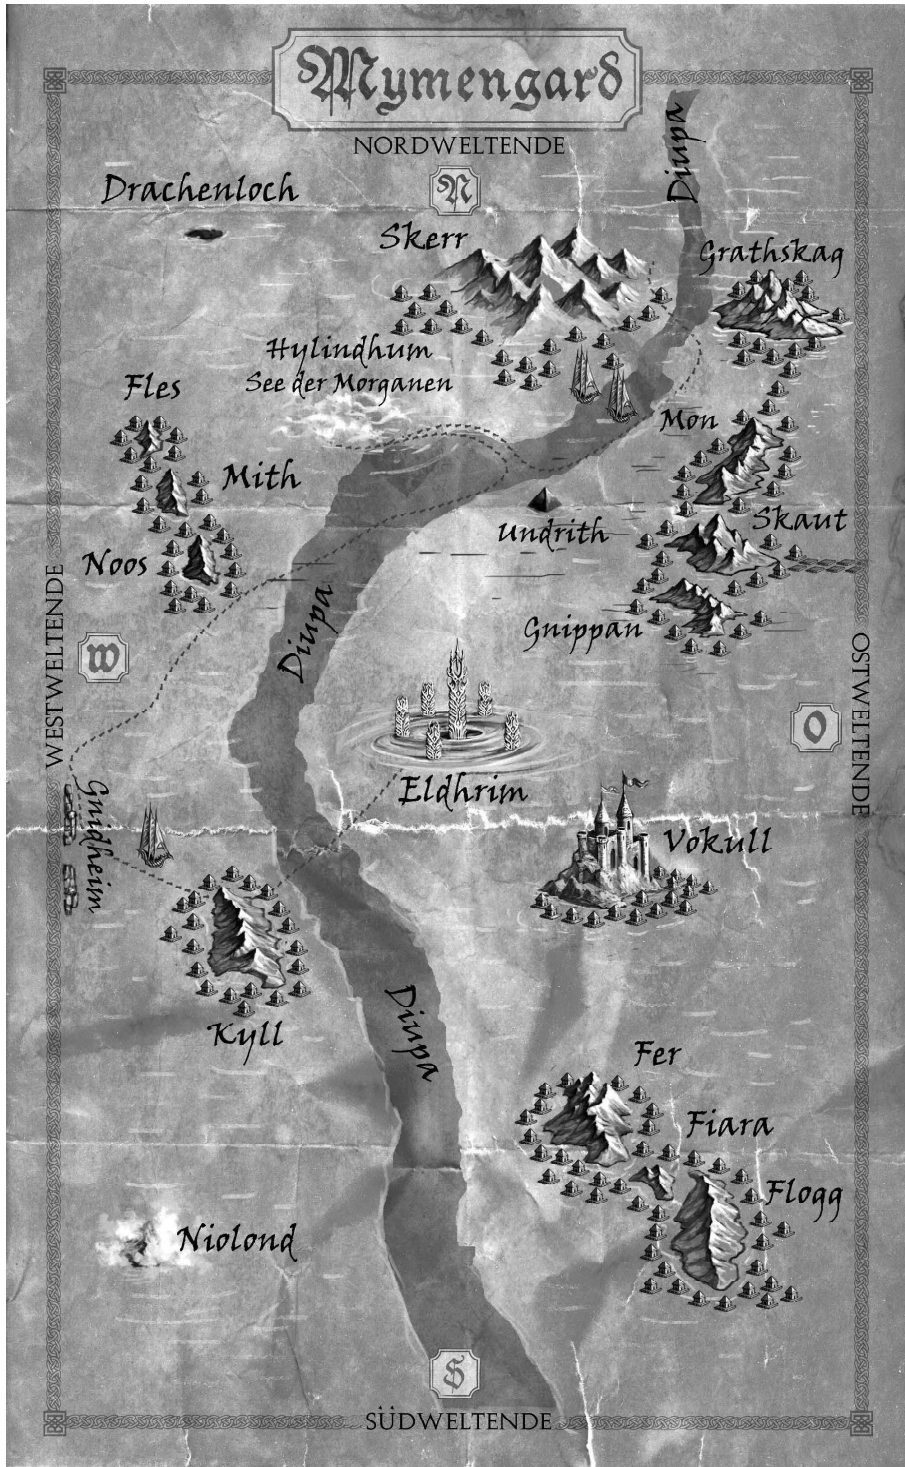 Mymengard
NORDWELTENDE
N
Diupa
Drachenloch
Skerr
Grathskag
Hylindhum
See der Morganen
Fles
Mon
Mith
Skaut
Undrith
Noos
Gnippan
Diupa
WESTWELTENDE
W
OSTWELTENDE
O
Eldhrim
Gnidheim
Vokull
Kyll
Diupa
Fer
Fiara
Flogg
Niolond
S
SÜDWELTENDE